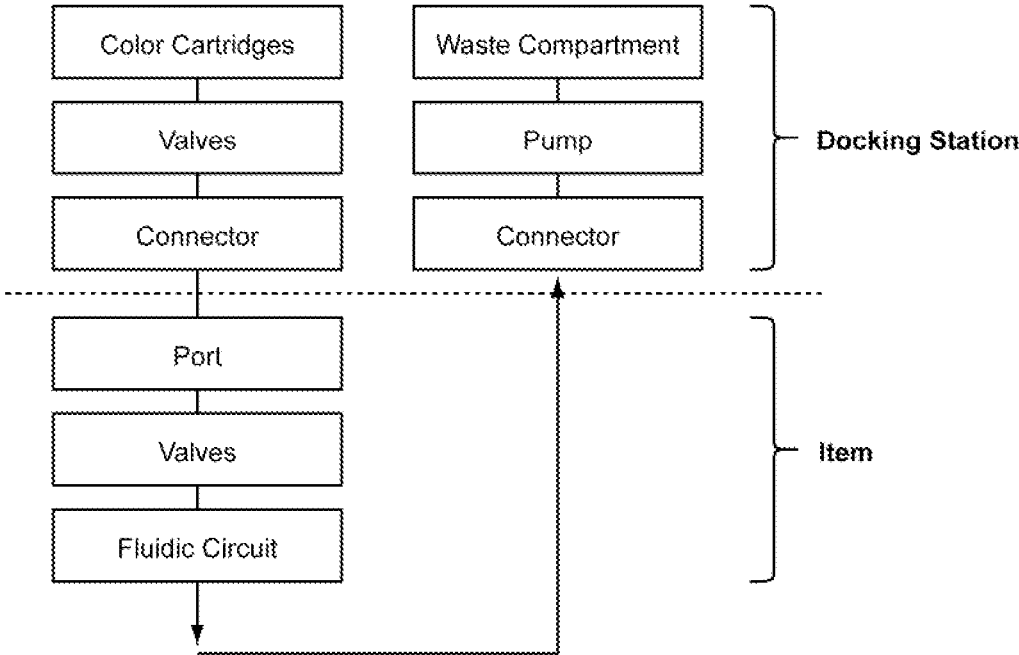 Color Cartridges
Waste Compartment
Valves
Pump
Docking Station
Connector
Connector
Port
Valves
Item
Fluidic Circuit